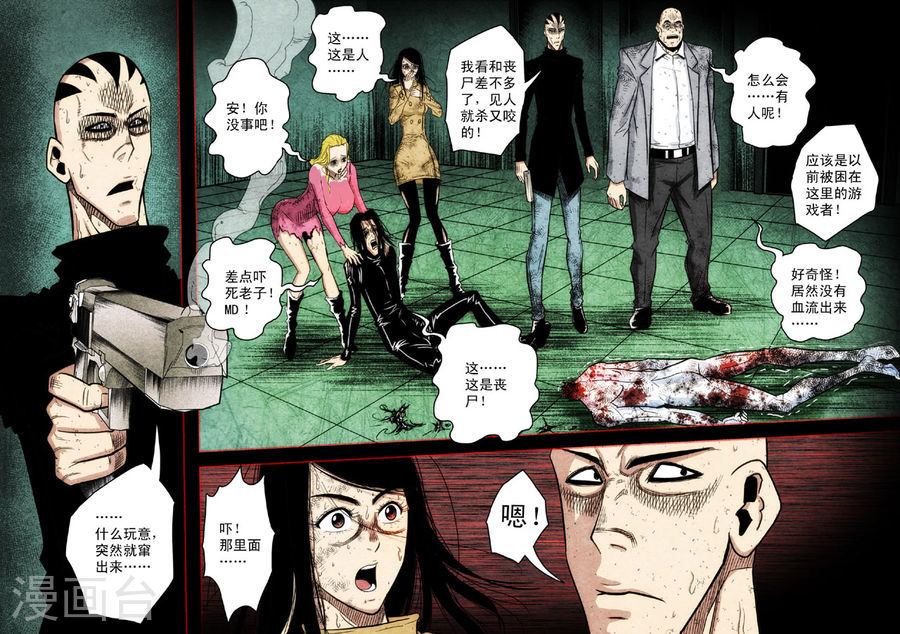 ……
什么玩意，
突然就窜
出来……
安！你
没事吧！
这…
这是人
……
我看和丧
尸差不多
了，见人
就杀又咬
的！
怎么会
……有
人呢！
应该是以
前被困在
这里的游
戏者！
好奇怪！
居然没有
血流出来
……
差点吓
死老子！
MD！
这…
这是丧
尸！
吓！
那里面
……
嗯！
漫画台